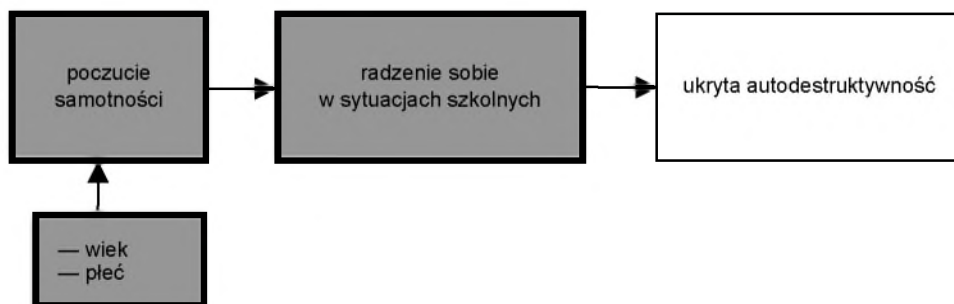 poczucie
samotności
radzenie sobie
w sytuacjach szkolnych
ukryta autodestruktywność
— wiek
— płeć